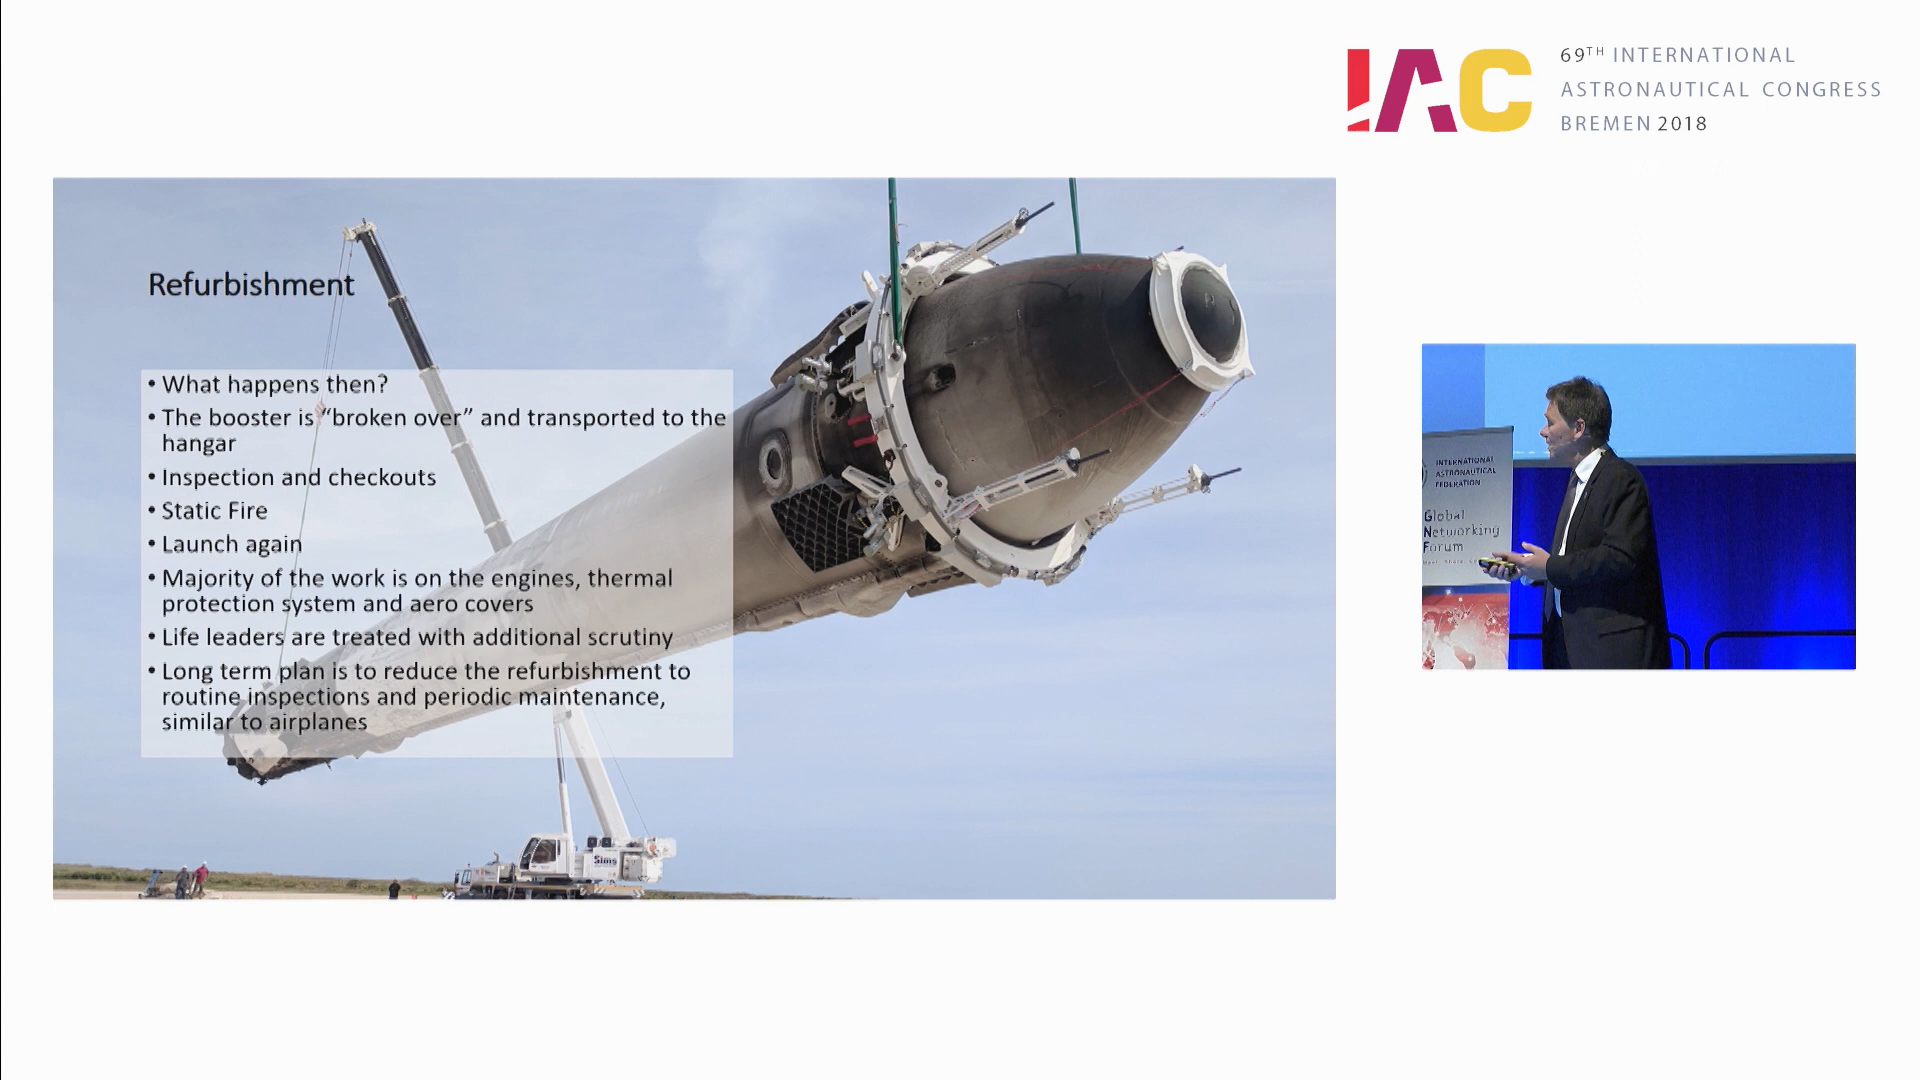 IAC
69TH INTERNATIONAL
ASTRONAUTICAL CONGRESS
BREMEN 2018
Refurbishment
• What happens then?
• The booster is “broken over” and transported to the
hangar
• Inspection and checkouts
• Static Fire
• Launch again
• Majority of the work is on the engines, thermal
protection system and aero covers
• Life leaders are treated with additional scrutiny
• Long term plan is to reduce the refurbishment to
routine inspections and periodic maintenance,
similar to airplanes
Sims
INTERNATIONAL
ASTRONAUTICAL
FEDERATION
Global
Networking
Forum